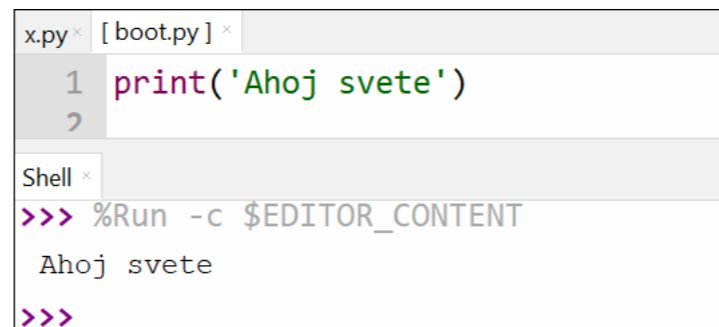 x.py × [ boot.py ] ×
1 print('Ahoj svete')
2
Shell ×
>>> %Run -c $EDITOR_CONTENT
Ahoj svete
>>>